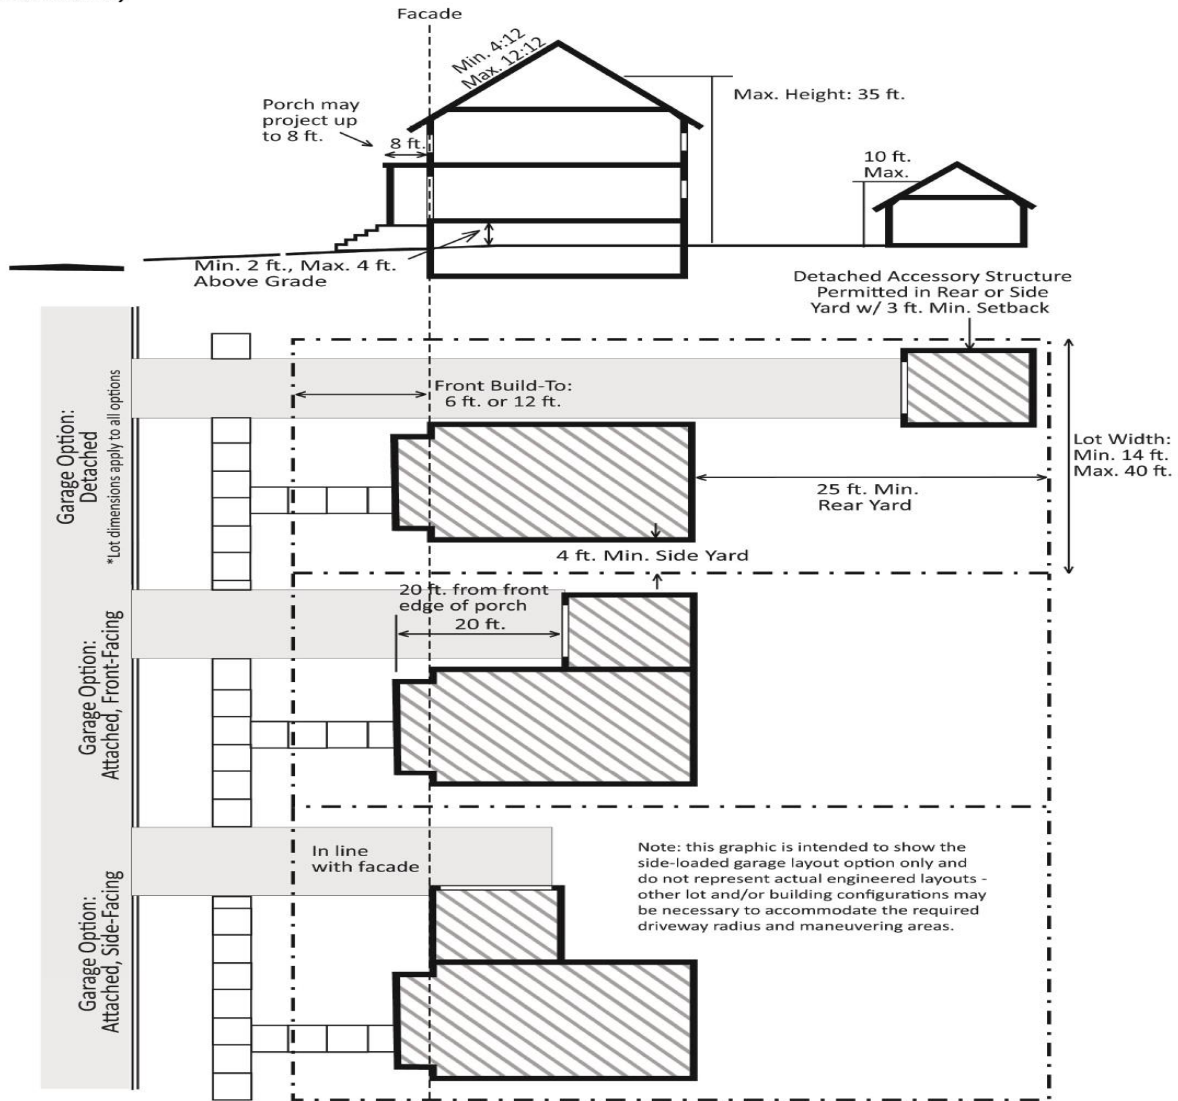 Facade
Min. 4:12
Max. 12:12
Max. Height: 35 ft.
Porch may
project up
to 8 ft.
8 ft.
10 ft.
Max.
Min. 2 ft., Max. 4 ft.
Above Grade
Detached Accessory Structure
Permitted in Rear or Side
Yard w/ 3 ft. Min. Setback
Garage Option:
Detached
*Lot dimensions apply to all options
Front Build-To:
6 ft. or 12 ft.
Lot Width:
Min. 14 ft.
Max. 40 ft.
25 ft. Min.
Rear Yard
4 ft. Min. Side Yard
Garage Option:
Attached, Front-Facing
20 ft. from front
edge of porch
20 ft.
Garage Option:
Attached, Side-Facing
In line
with facade
Note: this graphic is intended to show the
side-loaded garage layout option only and
do not represent actual engineered layouts -
other lot and/or building configurations may
be necessary to accommodate the required
driveway radius and maneuvering areas.